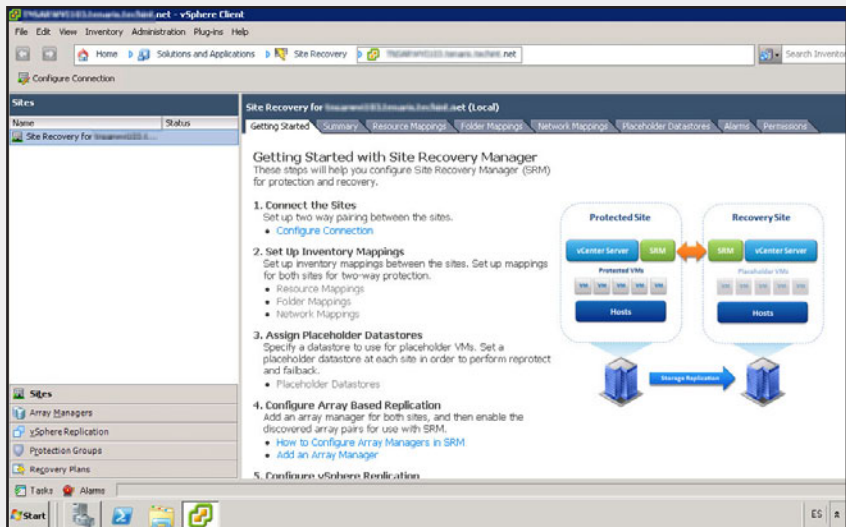 .net - vSphere Client
File Edit View Inventory Administration Plug-ins Help
Home Solutions and Applications Site Recovery .net
Search Inventor
Configure Connection
Sites
Name Status
Site Recovery for
Site Recovery for .net (Local)
Getting Started Summary Resource Mappings Folder Mappings Network Mappings Placeholder Datastores Alarms Permissions
Getting Started with Site Recovery Manager
These steps will help you configure Site Recovery Manager (SRM)
for protection and recovery.
1. Connect the Sites
Set up two way pairing between the sites.
• Configure Connection
2. Set Up Inventory Mappings
Set up inventory mappings between the sites. Set up mappings
for both sites for two-way protection.
• Resource Mappings
• Folder Mappings
• Network Mappings
3. Assign Placeholder Datastores
Specify a datastore to use for placeholder VMs. Set a
placeholder datastore at each site in order to perform reprotect
and failback.
• Placeholder Datastores
4. Configure Array Based Replication
Add an array manager for both sites, and then enable the
discovered array pairs for use with SRM.
• How to Configure Array Managers in SRM
• Add an Array Manager
5. Configure vSphere Replication
Protected Site
vCenter Server SRM
Protected VMs
VM VM VM VM VM
Hosts
Recovery Site
SRM vCenter Server
Placeholder VMs
VM VM VM VM VM
Hosts
Storage Replication
Sites
Array Managers
vSphere Replication
Protection Groups
Recovery Plans
Tasks Alarms
Start
ES